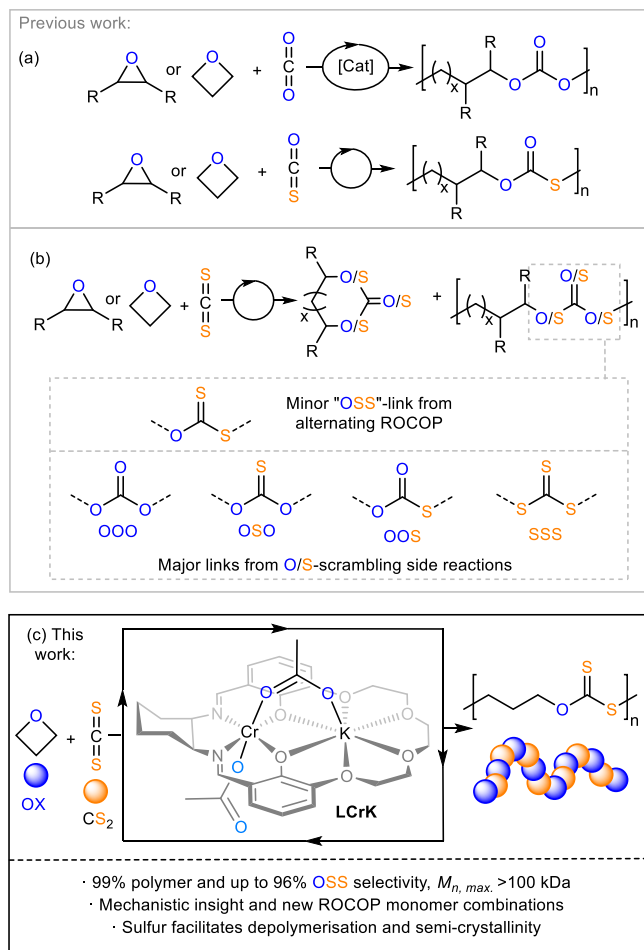 Previous work:
(a)
O
R
R
or
O
+
O
C
O
[Cat]
R
x
R
O
O
O
n
O
R
R
or
O
+
O
C
S
R
x
R
O
O
S
n
(b)
O
R
R
or
O
+
S
C
S
R
O/S
x
O/S
O/S
R
+
R
x
R
O/S
O/S
O/S
n
S
O
S
Minor "OSS"-link from
alternating ROCOP
O
O
O
OOO
S
O
O
OSO
O
O
S
OOS
S
S
S
SSS
Major links from O/S-scrambling side reactions
(c) This
work:
O
OX
+
S
C
S
CS2
N
N
Cr
O
O
O
O
O
O
K
O
O
O
O
LCrK
O
S
S
n
· 99% polymer and up to 96% OSS selectivity, Mn, max. >100 kDa
· Mechanistic insight and new ROCOP monomer combinations
· Sulfur facilitates depolymerisation and semi-crystallinity